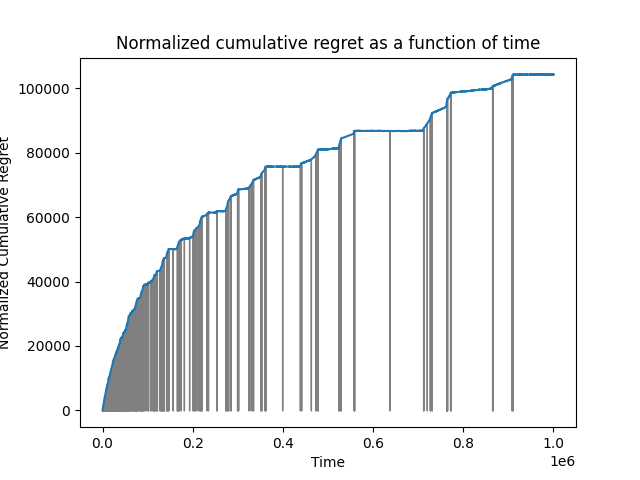 Normalized cumulative regret as a function of time
Normalized Cumulative Regret
100000
80000
60000
40000
20000
0
0.0 0.2 0.4 0.6 0.8 1.0
1e6
Time